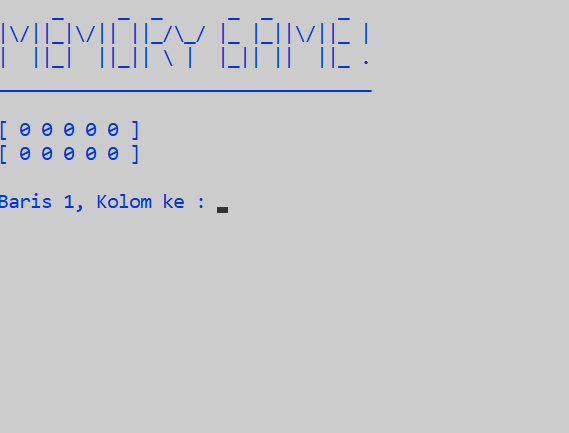 MEMORY GAME !
[ 0 0 0 0 0 ]
[ 0 0 0 0 0 ]
Baris 1, Kolom ke :